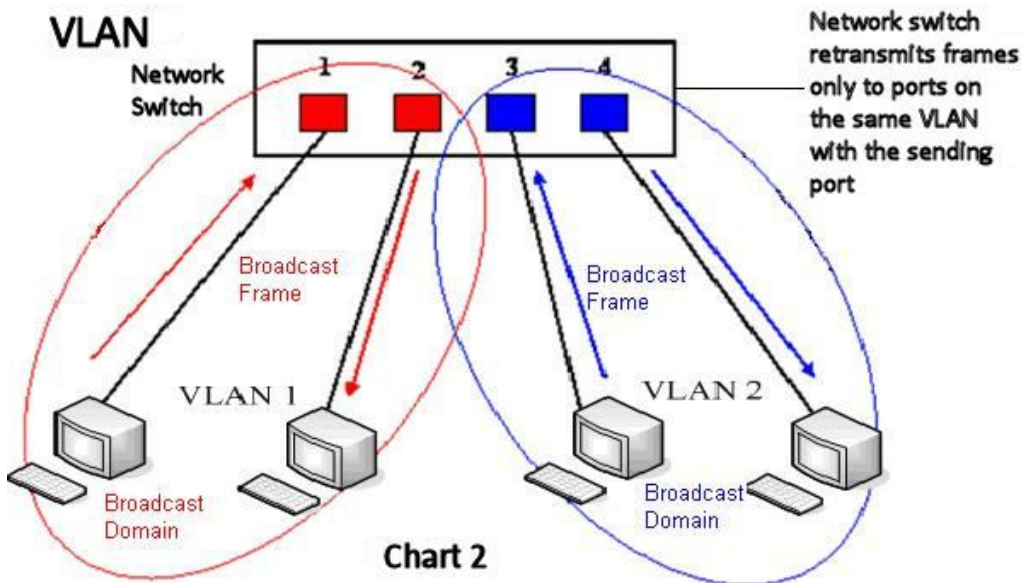 VLAN
Network
Switch
1 2 3 4
Network switch
retransmits frames
only to ports on
the same VLAN
with the sending
port
Broadcast
Frame
Broadcast
Frame
VLAN 1
VLAN 2
Broadcast
Domain
Broadcast
Domain
Chart 2